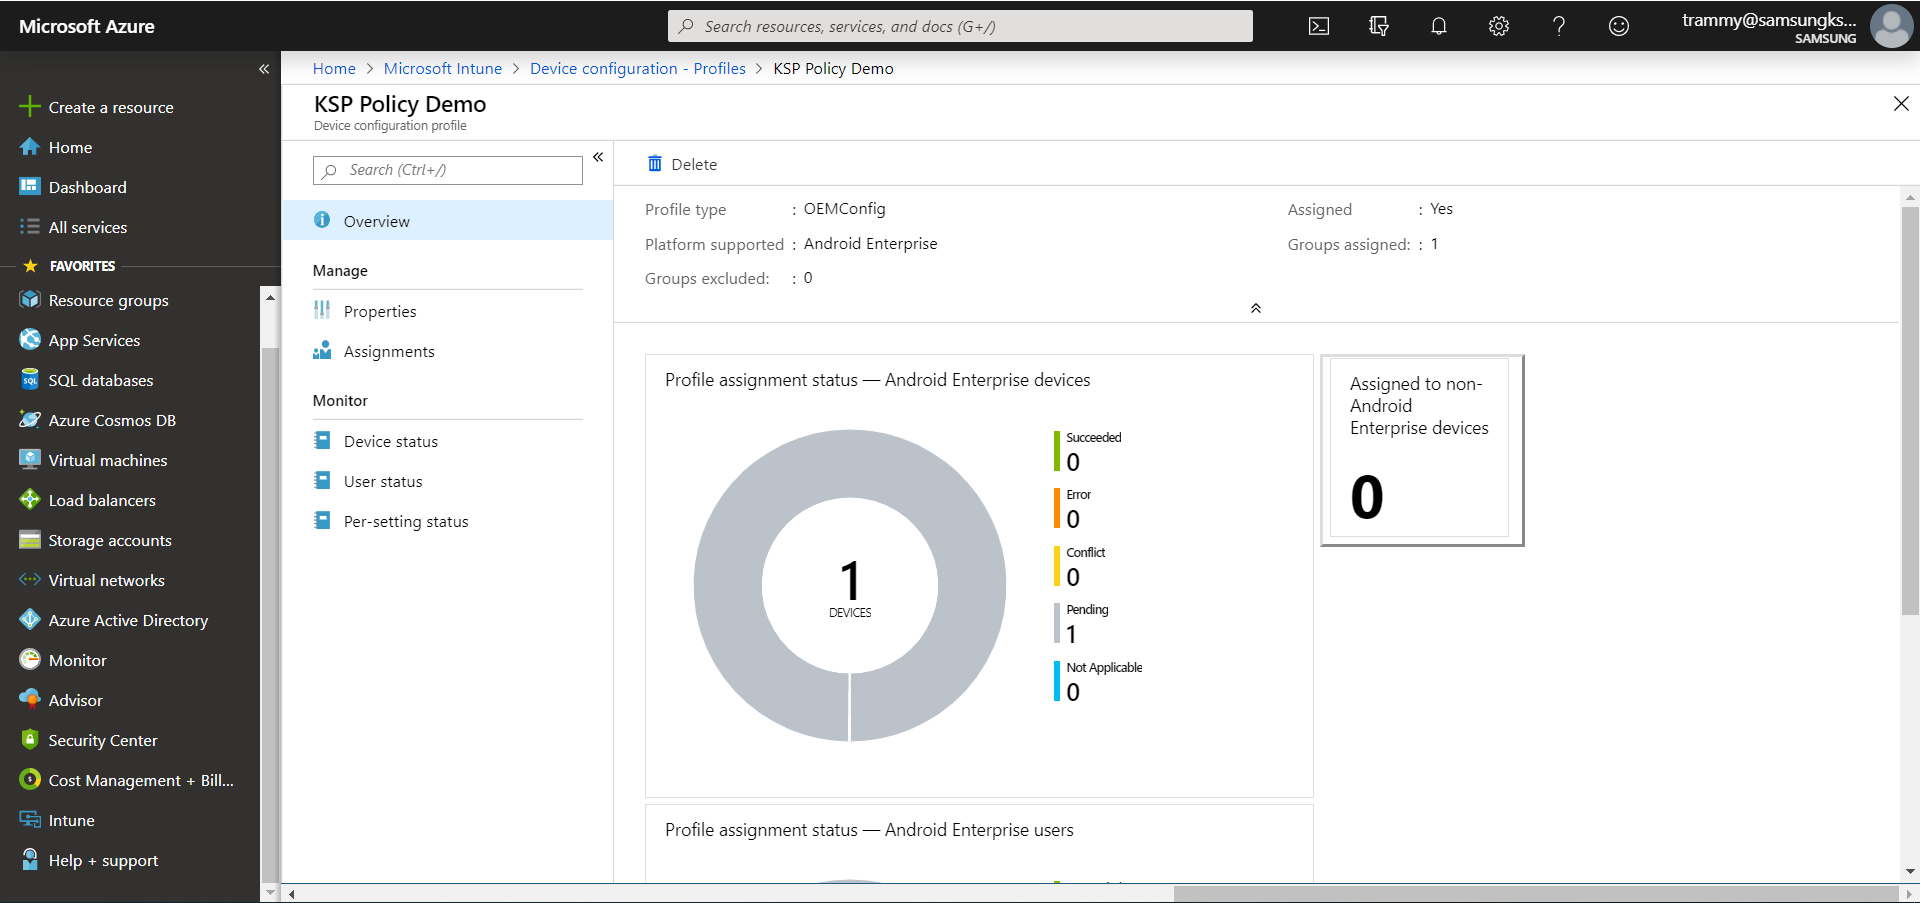 Microsoft Azure
Search resources, services, and docs (G+/)
trammy@samsungks...
SAMSUNG
Create a resource
Home
Dashboard
All services
FAVORITES
Resource groups
App Services
SQL databases
Azure Cosmos DB
Virtual machines
Load balancers
Storage accounts
Virtual networks
Azure Active Directory
Monitor
Advisor
Security Center
Cost Management + Bill...
Intune
Help + support
Home > Microsoft Intune > Device configuration - Profiles > KSP Policy Demo
KSP Policy Demo
Device configuration profile
Search (Ctrl+/)
Overview
Manage
Properties
Assignments
Monitor
Device status
User status
Per-setting status
Delete
Profile type : OEMConfig
Assigned : Yes
Platform supported : Android Enterprise
Groups assigned: : 1
Groups excluded: : 0
Profile assignment status — Android Enterprise devices
1
DEVICES
Succeeded
0
Error
0
Conflict
0
Pending
1
Not Applicable
0
Assigned to non-
Android
Enterprise devices
0
Profile assignment status — Android Enterprise users